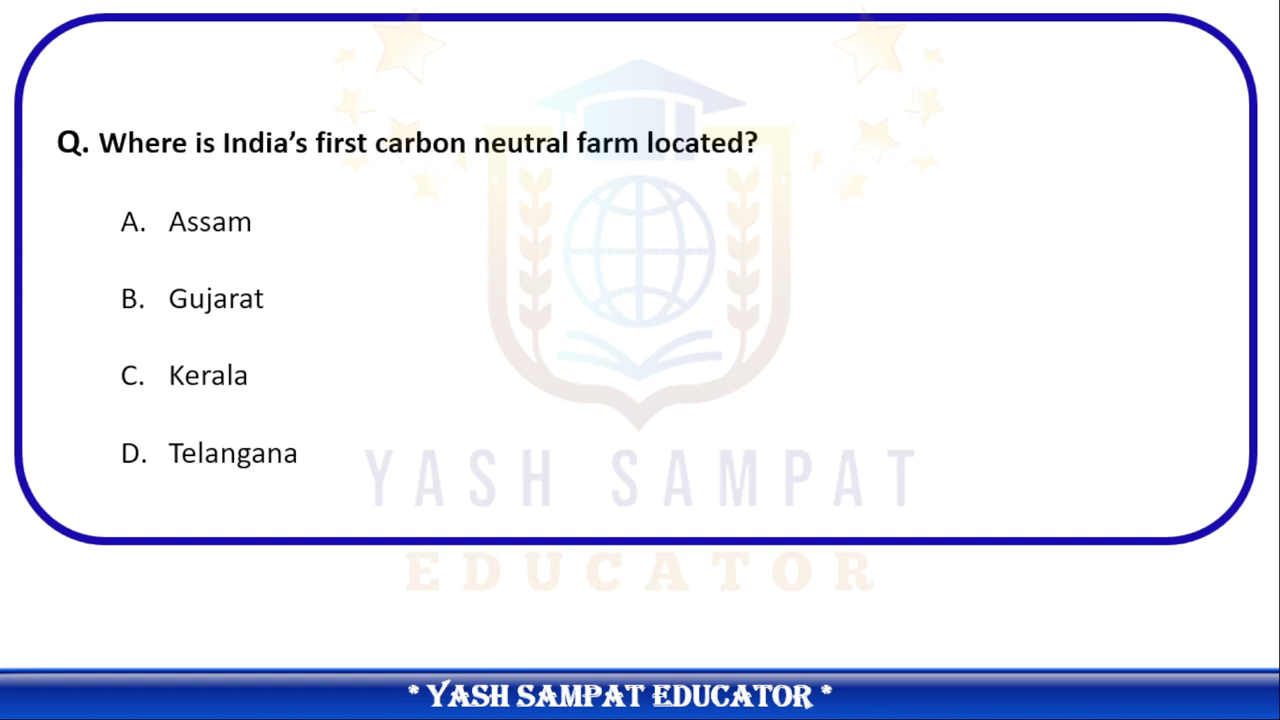 Q. Where is India’s first carbon neutral farm located?
A. Assam
B. Gujarat
C. Kerala
D. Telangana
YASH SAMPAT
EDUCATOR
* YASH SAMPAT EDUCATOR *